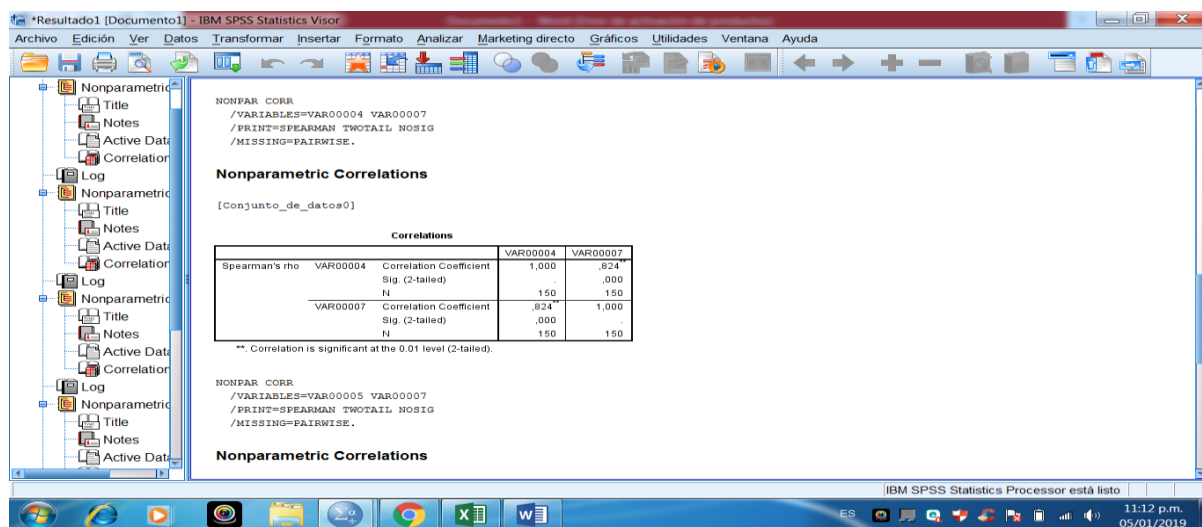 *Resultado1 [Documento1] - IBM SPSS Statistics Visor
Archivo Edición Ver Datos Transformar Insertar Formato Analizar Marketing directo Gráficos Utilidades Ventana Ayuda
Nonparametric
Title
Notes
Active Data
Correlation
Log
Nonparametric
Title
Notes
Active Data
Correlation
Log
Nonparametric
Title
Notes
Active Data
Correlation
Log
Nonparametric
Title
Notes
Active Data
NONPAR CORR
/VARIABLES=VAR00004 VAR00007
/PRINT=SPEARMAN TWOTAIL NOSIG
/MISSING=PAIRWISE.
Nonparametric Correlations
[Conjunto_de_datos0]
Correlations
VAR00004 VAR00007
Spearman's rho VAR00004 Correlation Coefficient 1,000 ,824**
Sig. (2-tailed) . ,000
N 150 150
VAR00007 Correlation Coefficient ,824** 1,000
Sig. (2-tailed) ,000 .
N 150 150
**. Correlation is significant at the 0.01 level (2-tailed).
NONPAR CORR
/VARIABLES=VAR00005 VAR00007
/PRINT=SPEARMAN TWOTAIL NOSIG
/MISSING=PAIRWISE.
Nonparametric Correlations
IBM SPSS Statistics Processor está listo
ES
11:12 p.m.
05/01/2018